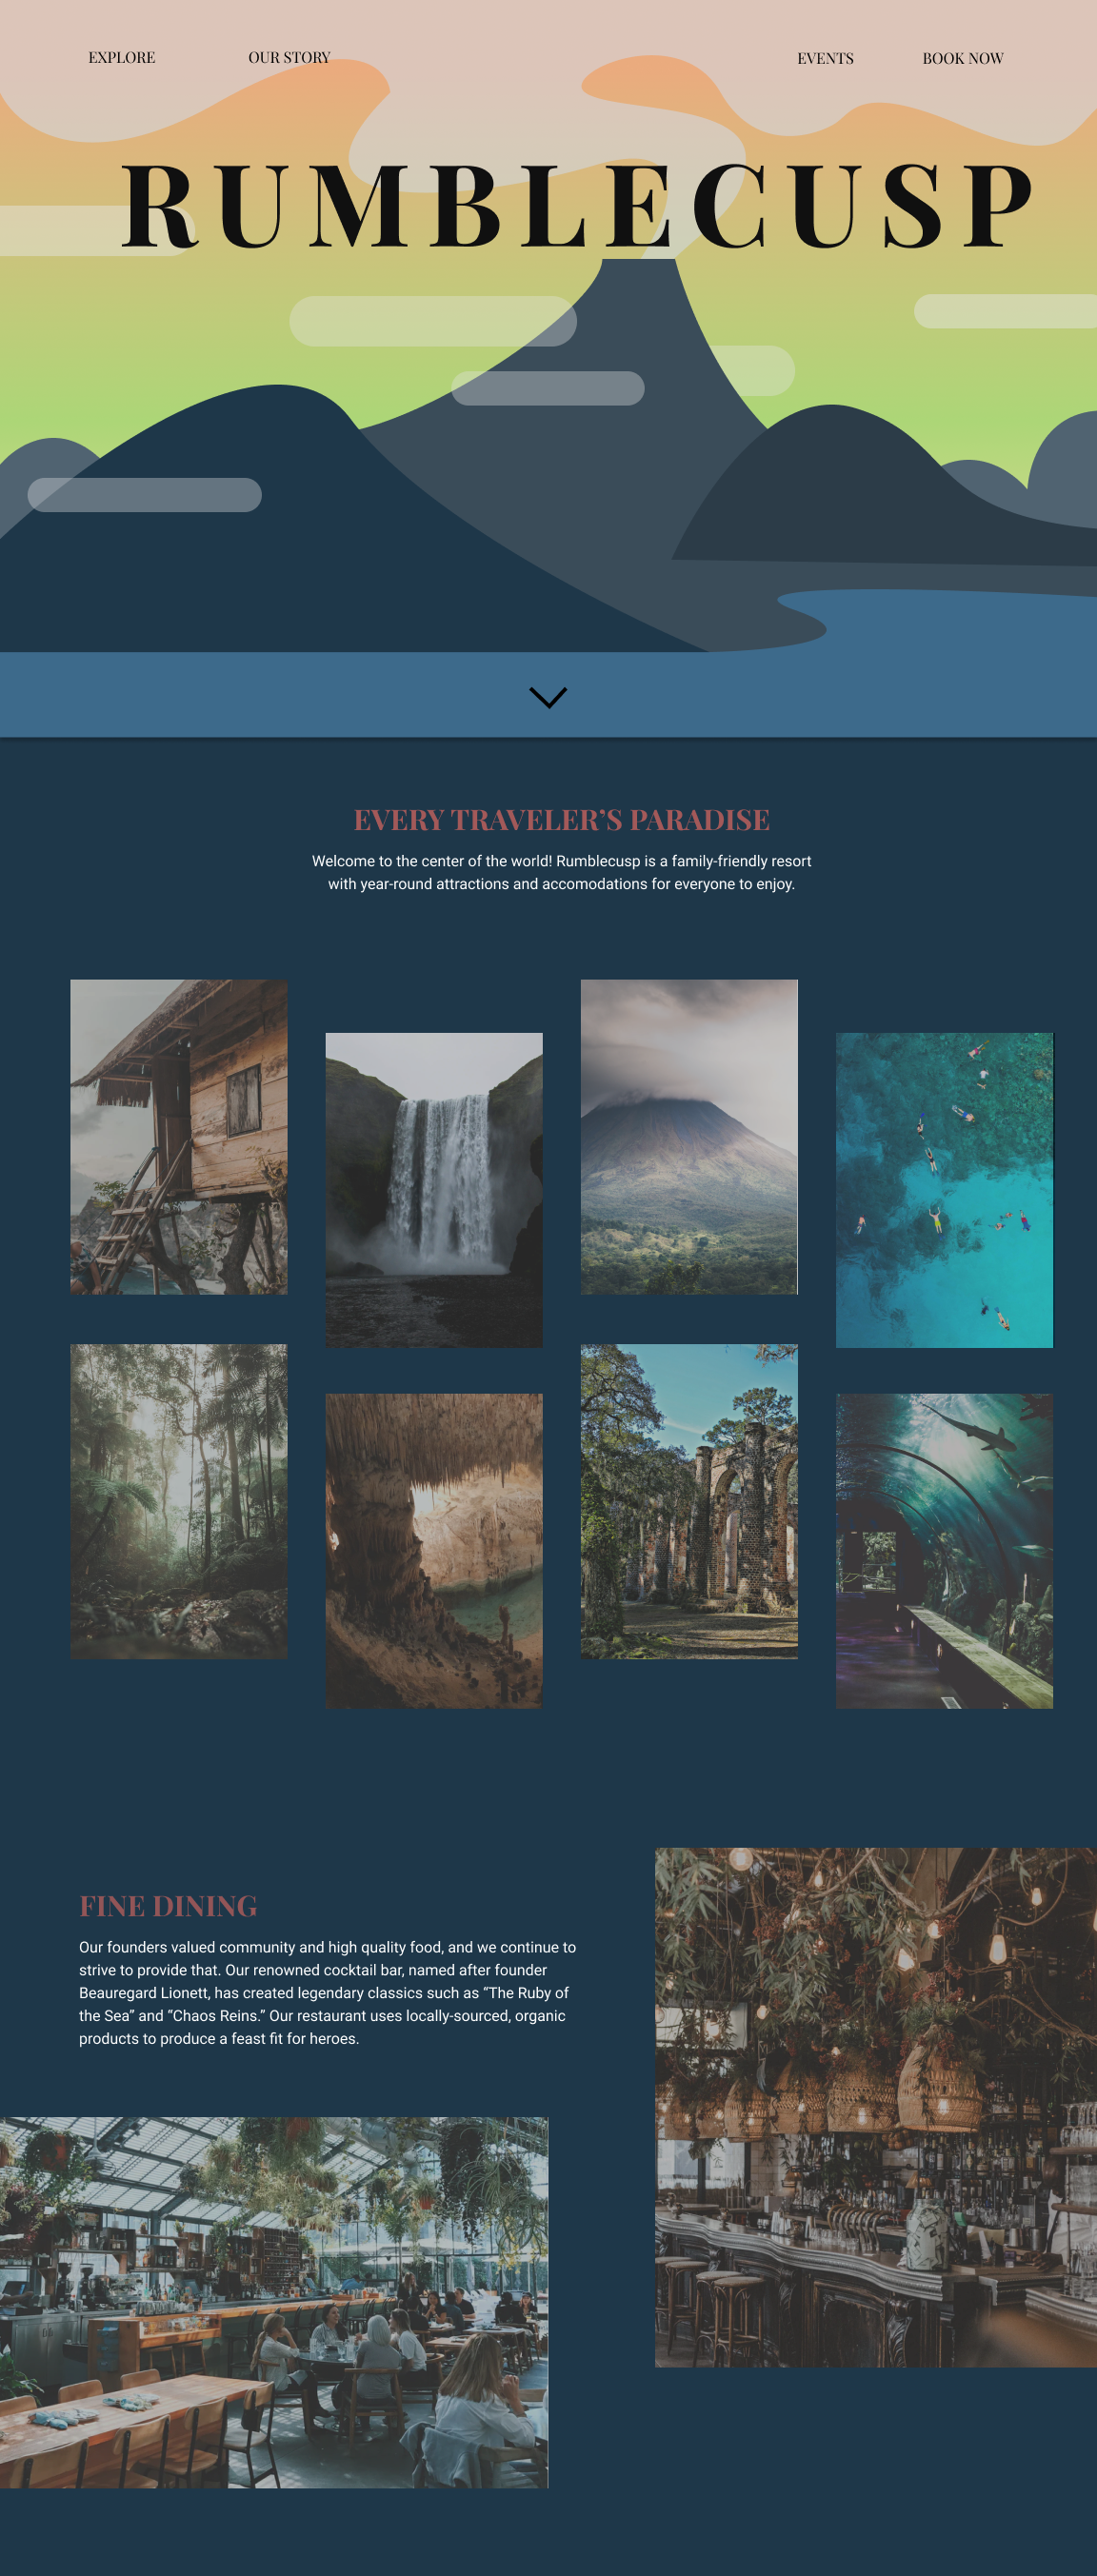 EXPLORE
OUR STORY
EVENTS
BOOK NOW
RUMBLECUSP
EVERY TRAVELER’S PARADISE
Welcome to the center of the world! Rumblecusp is a family-friendly resort
with year-round attractions and accomodations for everyone to enjoy.
FINE DINING
Our founders valued community and high quality food, and we continue to
strive to provide that. Our renowned cocktail bar, named after founder
Beauregard Lionett, has created legendary classics such as “The Ruby of
the Sea” and “Chaos Reins.” Our restaurant uses locally-sourced, organic
products to produce a feast fit for heroes.